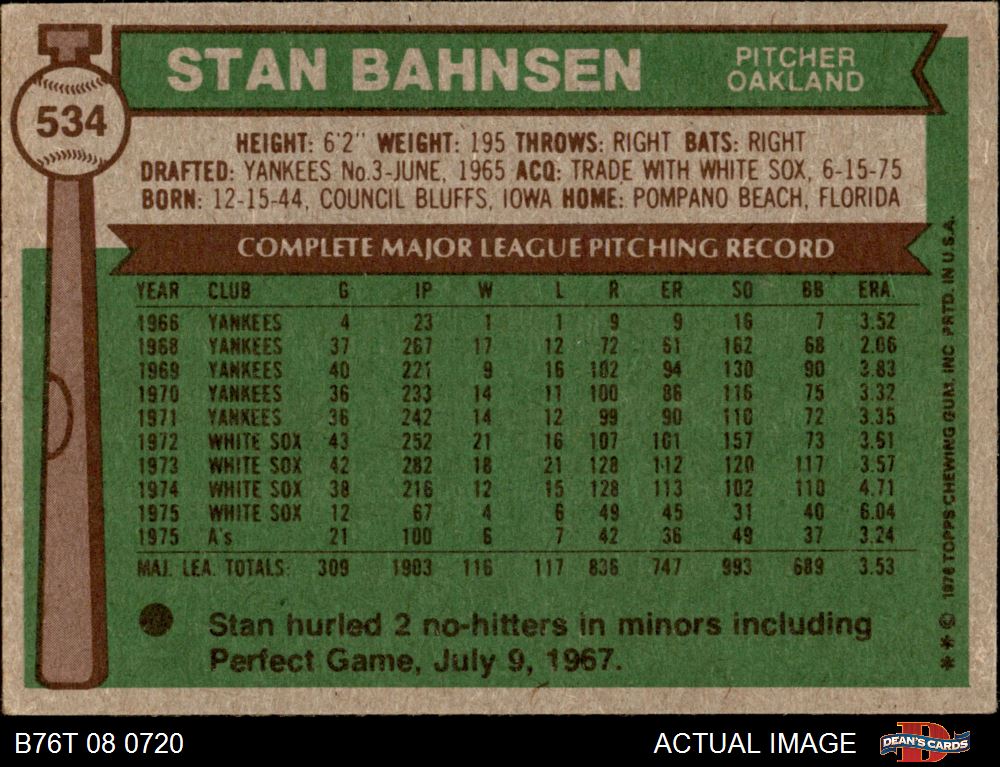 STAN BAHNSEN
PITCHER
OAKLAND
534
HEIGHT: 6'2" WEIGHT: 195 THROWS: RIGHT BATS: RIGHT
DRAFTED: YANKEES No.3-JUNE, 1965 ACQ: TRADE WITH WHITE SOX, 6-15-75
BORN: 12-15-44, COUNCIL BLUFFS, IOWA HOME: POMPANO BEACH, FLORIDA
COMPLETE MAJOR LEAGUE PITCHING RECORD
YEAR CLUB G IP W L R ER SO BB ERA
1966 YANKEES 4 23 1 1 9 9 16 7 3.52
1968 YANKEES 37 267 17 12 72 61 162 68 2.06
1969 YANKEES 40 221 9 16 102 94 130 90 3.83
1970 YANKEES 36 233 14 11 100 86 116 75 3.32
1971 YANKEES 36 242 14 12 99 90 110 72 3.35
1972 WHITE SOX 43 252 21 16 107 101 157 73 3.61
1973 WHITE SOX 42 282 18 21 128 112 120 117 3.57
1974 WHITE SOX 38 216 12 15 128 113 102 110 4.71
1975 WHITE SOX 12 67 4 6 49 45 31 40 6.04
1975 A's 21 100 6 7 42 36 49 37 3.24
MAJ. LEA. TOTALS: 309 1903 116 117 836 747 993 689 3.53
Stan hurled 2 no-hitters in minors including
Perfect Game, July 9, 1967.
* * © 1976 TOPPS CHEWING GUM, INC PRTD. IN U.S.A.
B76T 08 0720
ACTUAL IMAGE
D
DEAN'S CARDS